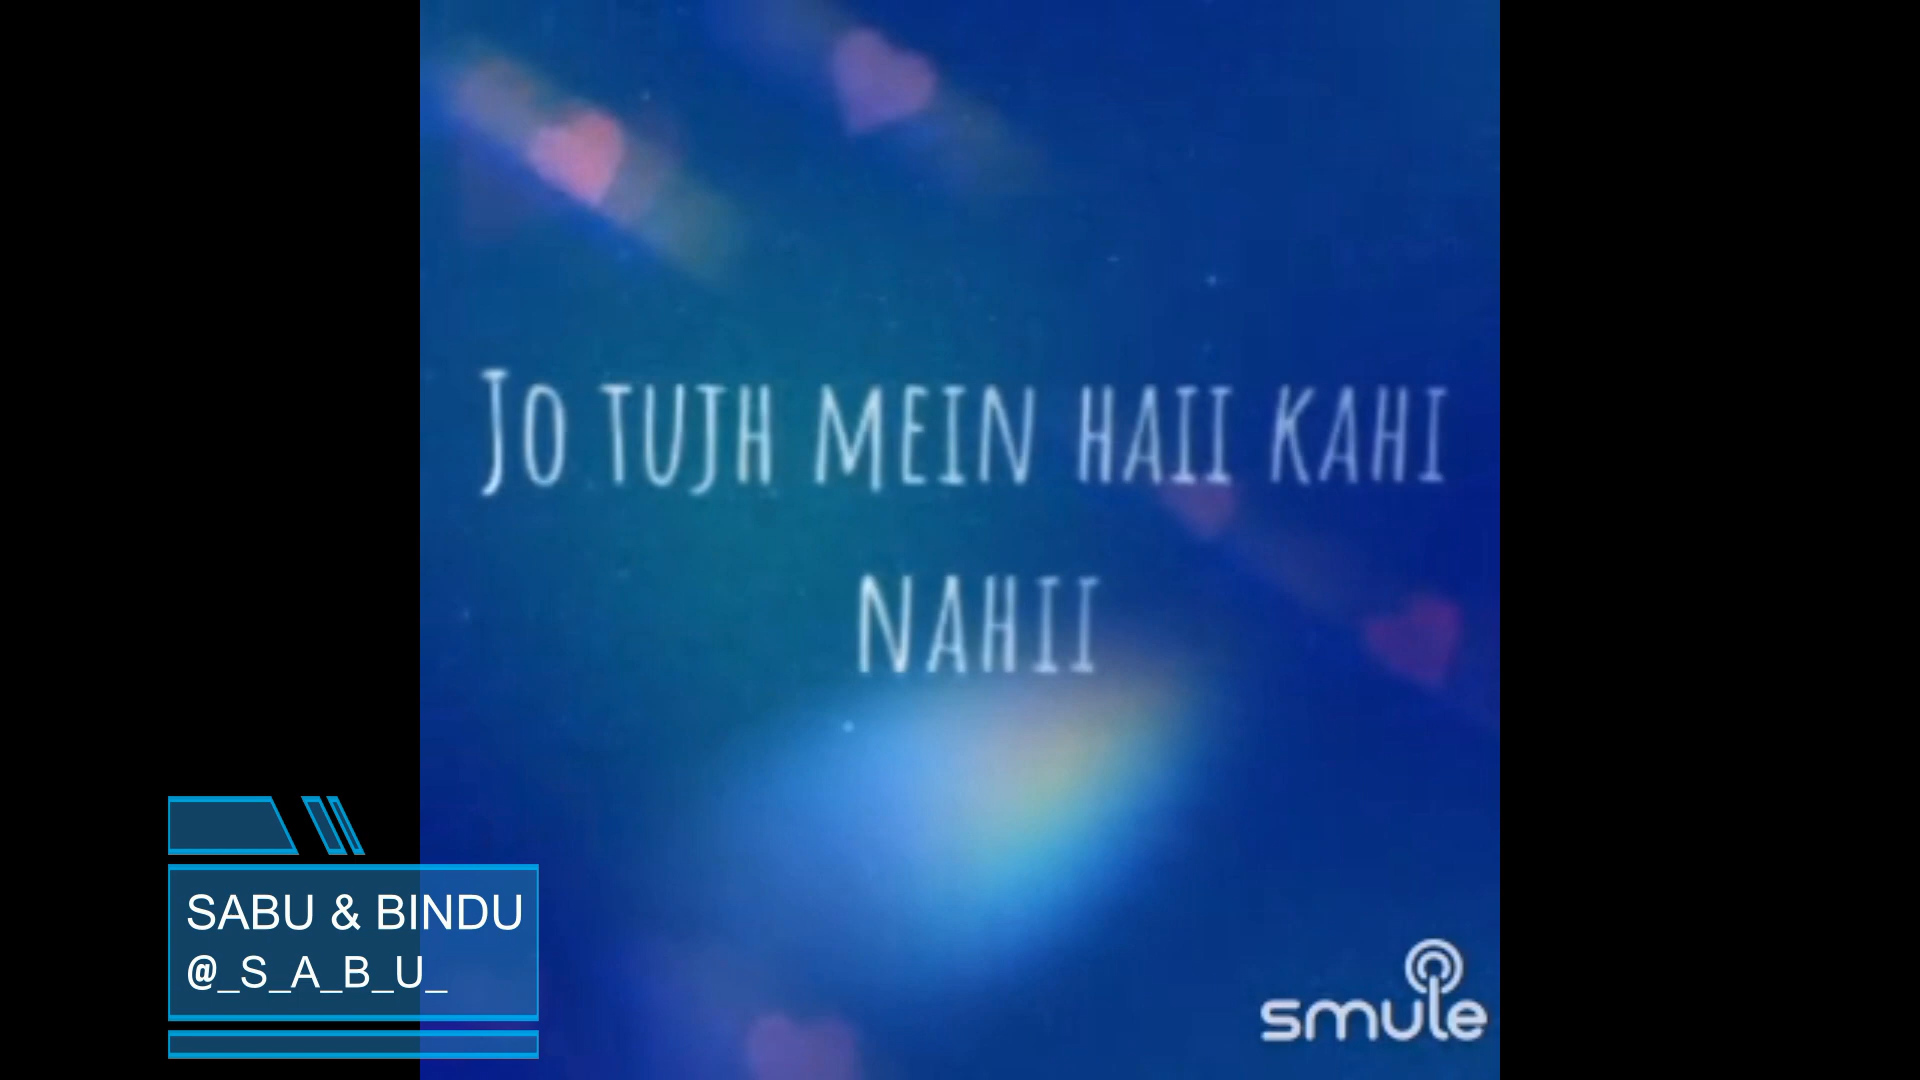 Jo tujh mein haii kahi
nahii
SABU & BINDU
@_S_A_B_U_
smule